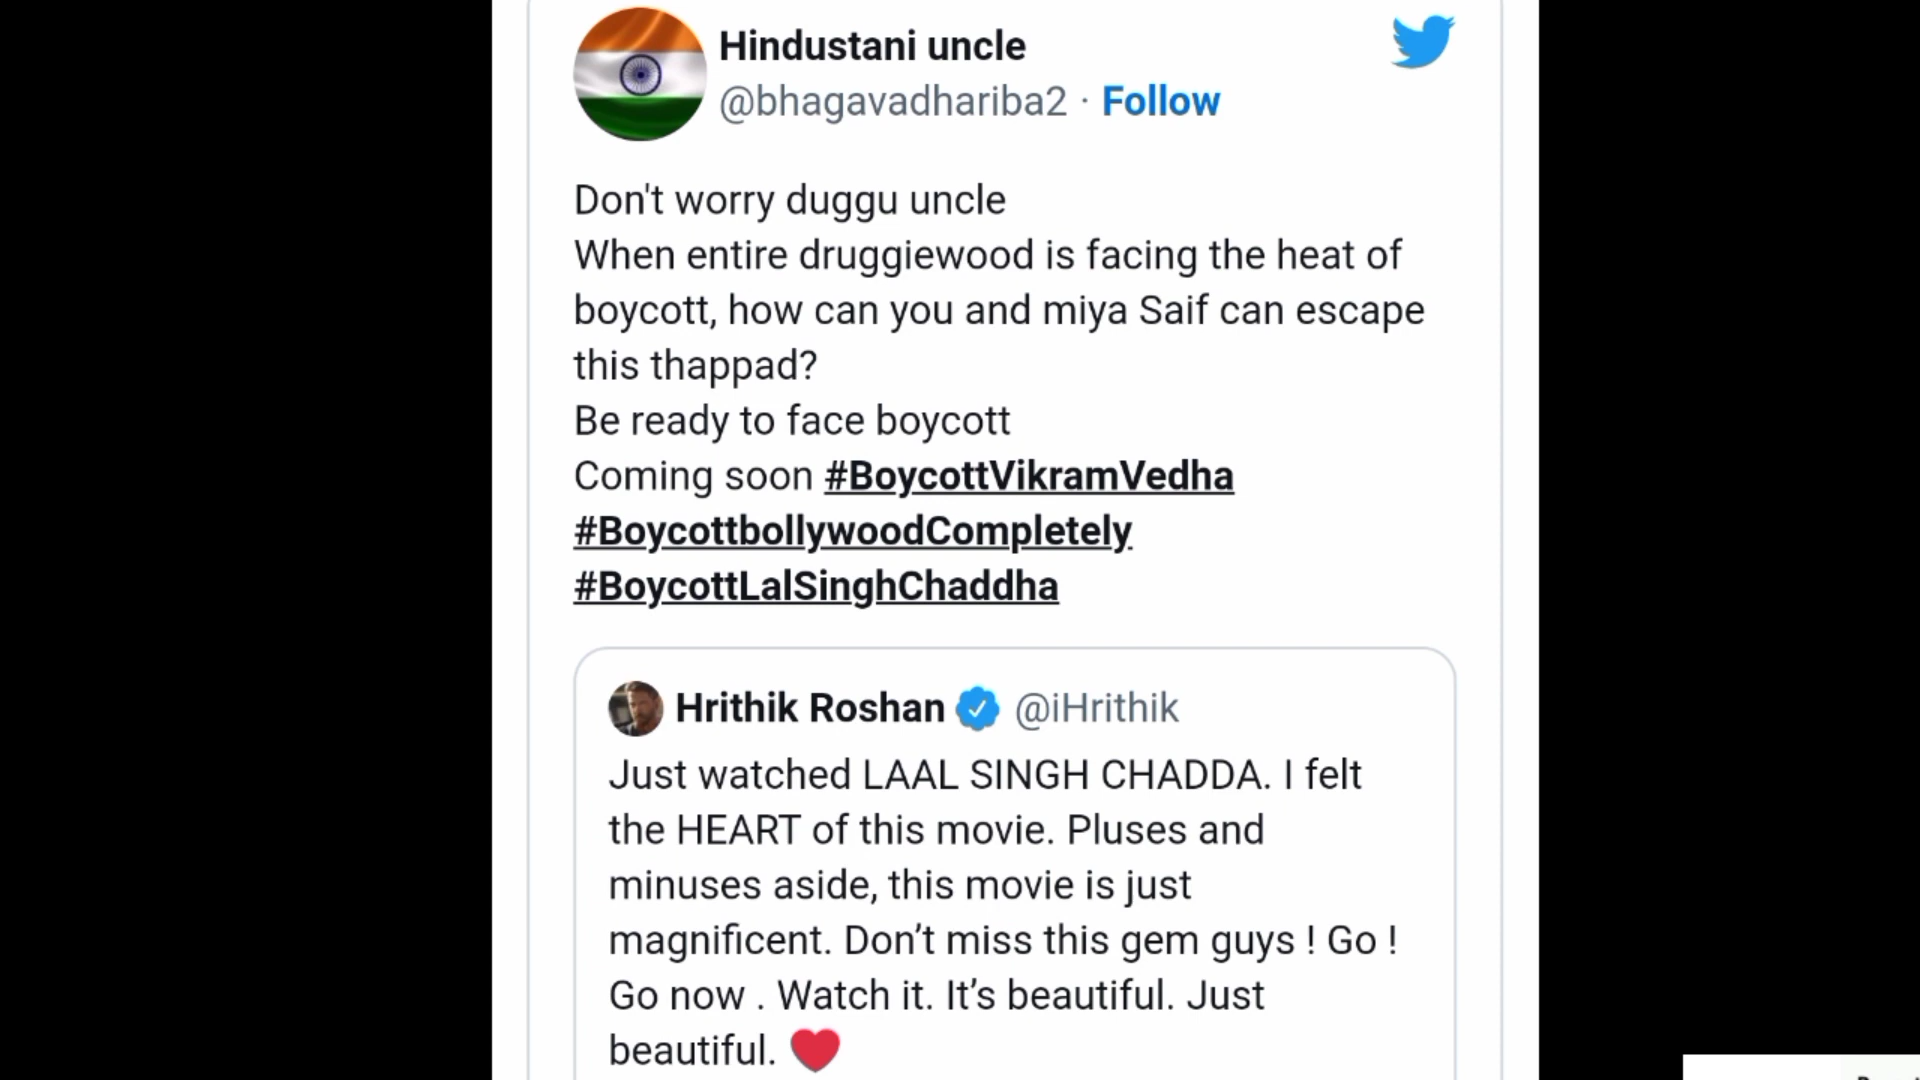 Hindustani uncle
@bhagavadhariba2 · Follow
Don't worry duggu uncle
When entire druggiewood is facing the heat of
boycott, how can you and miya Saif can escape
this thappad?
Be ready to face boycott
Coming soon #BoycottVikramVedha
#BoycottbollywoodCompletely
#BoycottLalSinghChaddha
Hrithik Roshan @iHrithik
Just watched LAAL SINGH CHADDA. I felt
the HEART of this movie. Pluses and
minuses aside, this movie is just
magnificent. Don’t miss this gem guys ! Go !
Go now . Watch it. It’s beautiful. Just
beautiful. ❤️